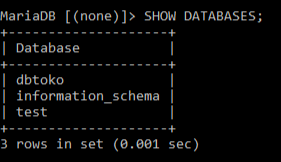 MariaDB [(none)]> SHOW DATABASES;
+--------------------+
| Database           |
+--------------------+
| dbtoko             |
| information_schema |
| test               |
+--------------------+
3 rows in set (0.001 sec)